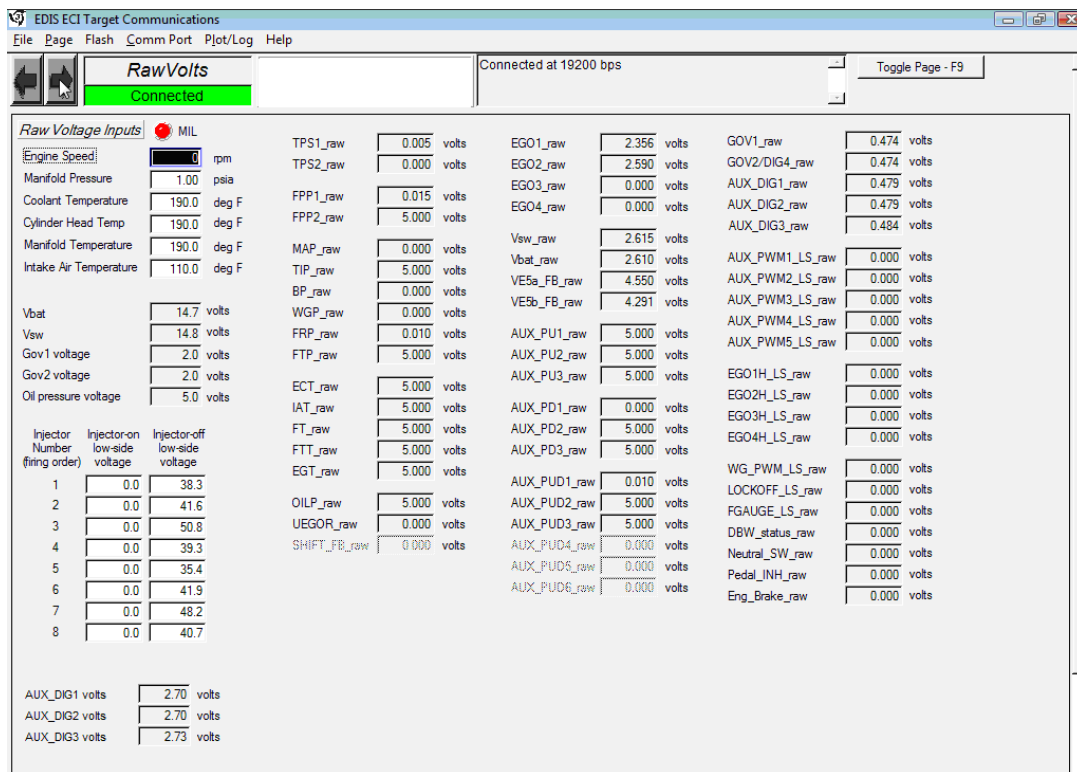 EDIS ECI Target Communications
File Page Flash Comm Port Plot/Log Help
RawVolts
Connected
Connected at 19200 bps
Toggle Page - F9
Raw Voltage Inputs MIL
Engine Speed 0 rpm
Manifold Pressure 1.00 psia
Coolant Temperature 190.0 deg F
Cylinder Head Temp 190.0 deg F
Manifold Temperature 190.0 deg F
Intake Air Temperature 110.0 deg F
Vbat 14.7 volts
Vsw 14.8 volts
Gov1 voltage 2.0 volts
Gov2 voltage 2.0 volts
Oil pressure voltage 5.0 volts
Injector Injector-on Injector-off
Number low-side low-side
(firing order) voltage voltage
1 0.0 38.3
2 0.0 41.6
3 0.0 50.8
4 0.0 39.3
5 0.0 35.4
6 0.0 41.9
7 0.0 48.2
8 0.0 40.7
AUX_DIG1 volts 2.70 volts
AUX_DIG2 volts 2.70 volts
AUX_DIG3 volts 2.73 volts
TPS1_raw 0.005 volts
TPS2_raw 0.000 volts
FPP1_raw 0.015 volts
FPP2_raw 5.000 volts
MAP_raw 0.000 volts
TIP_raw 5.000 volts
BP_raw 0.000 volts
WGP_raw 0.000 volts
FRP_raw 0.010 volts
FTP_raw 5.000 volts
ECT_raw 5.000 volts
IAT_raw 5.000 volts
FT_raw 5.000 volts
FTT_raw 5.000 volts
EGT_raw 5.000 volts
OILP_raw 5.000 volts
UEGOR_raw 0.000 volts
SHIFT_FB_raw 0.000 volts
EGO1_raw 2.356 volts
EGO2_raw 2.590 volts
EGO3_raw 0.000 volts
EGO4_raw 0.000 volts
Vsw_raw 2.615 volts
Vbat_raw 2.610 volts
VE5a_FB_raw 4.550 volts
VE5b_FB_raw 4.291 volts
AUX_PU1_raw 5.000 volts
AUX_PU2_raw 5.000 volts
AUX_PU3_raw 5.000 volts
AUX_PD1_raw 0.000 volts
AUX_PD2_raw 5.000 volts
AUX_PD3_raw 5.000 volts
AUX_PUD1_raw 0.010 volts
AUX_PUD2_raw 5.000 volts
AUX_PUD3_raw 5.000 volts
AUX_PUD4_raw 0.000 volts
AUX_PUD5_raw 0.000 volts
AUX_PUD6_raw 0.000 volts
GOV1_raw 0.474 volts
GOV2/DIG4_raw 0.474 volts
AUX_DIG1_raw 0.479 volts
AUX_DIG2_raw 0.479 volts
AUX_DIG3_raw 0.484 volts
AUX_PWM1_LS_raw 0.000 volts
AUX_PWM2_LS_raw 0.000 volts
AUX_PWM3_LS_raw 0.000 volts
AUX_PWM4_LS_raw 0.000 volts
AUX_PWM5_LS_raw 0.000 volts
EGO1H_LS_raw 0.000 volts
EGO2H_LS_raw 0.000 volts
EGO3H_LS_raw 0.000 volts
EGO4H_LS_raw 0.000 volts
WG_PWM_LS_raw 0.000 volts
LOCKOFF_LS_raw 0.000 volts
FGAUGE_LS_raw 0.000 volts
DBW_status_raw 0.000 volts
Neutral_SW_raw 0.000 volts
Pedal_INH_raw 0.000 volts
Eng_Brake_raw 0.000 volts